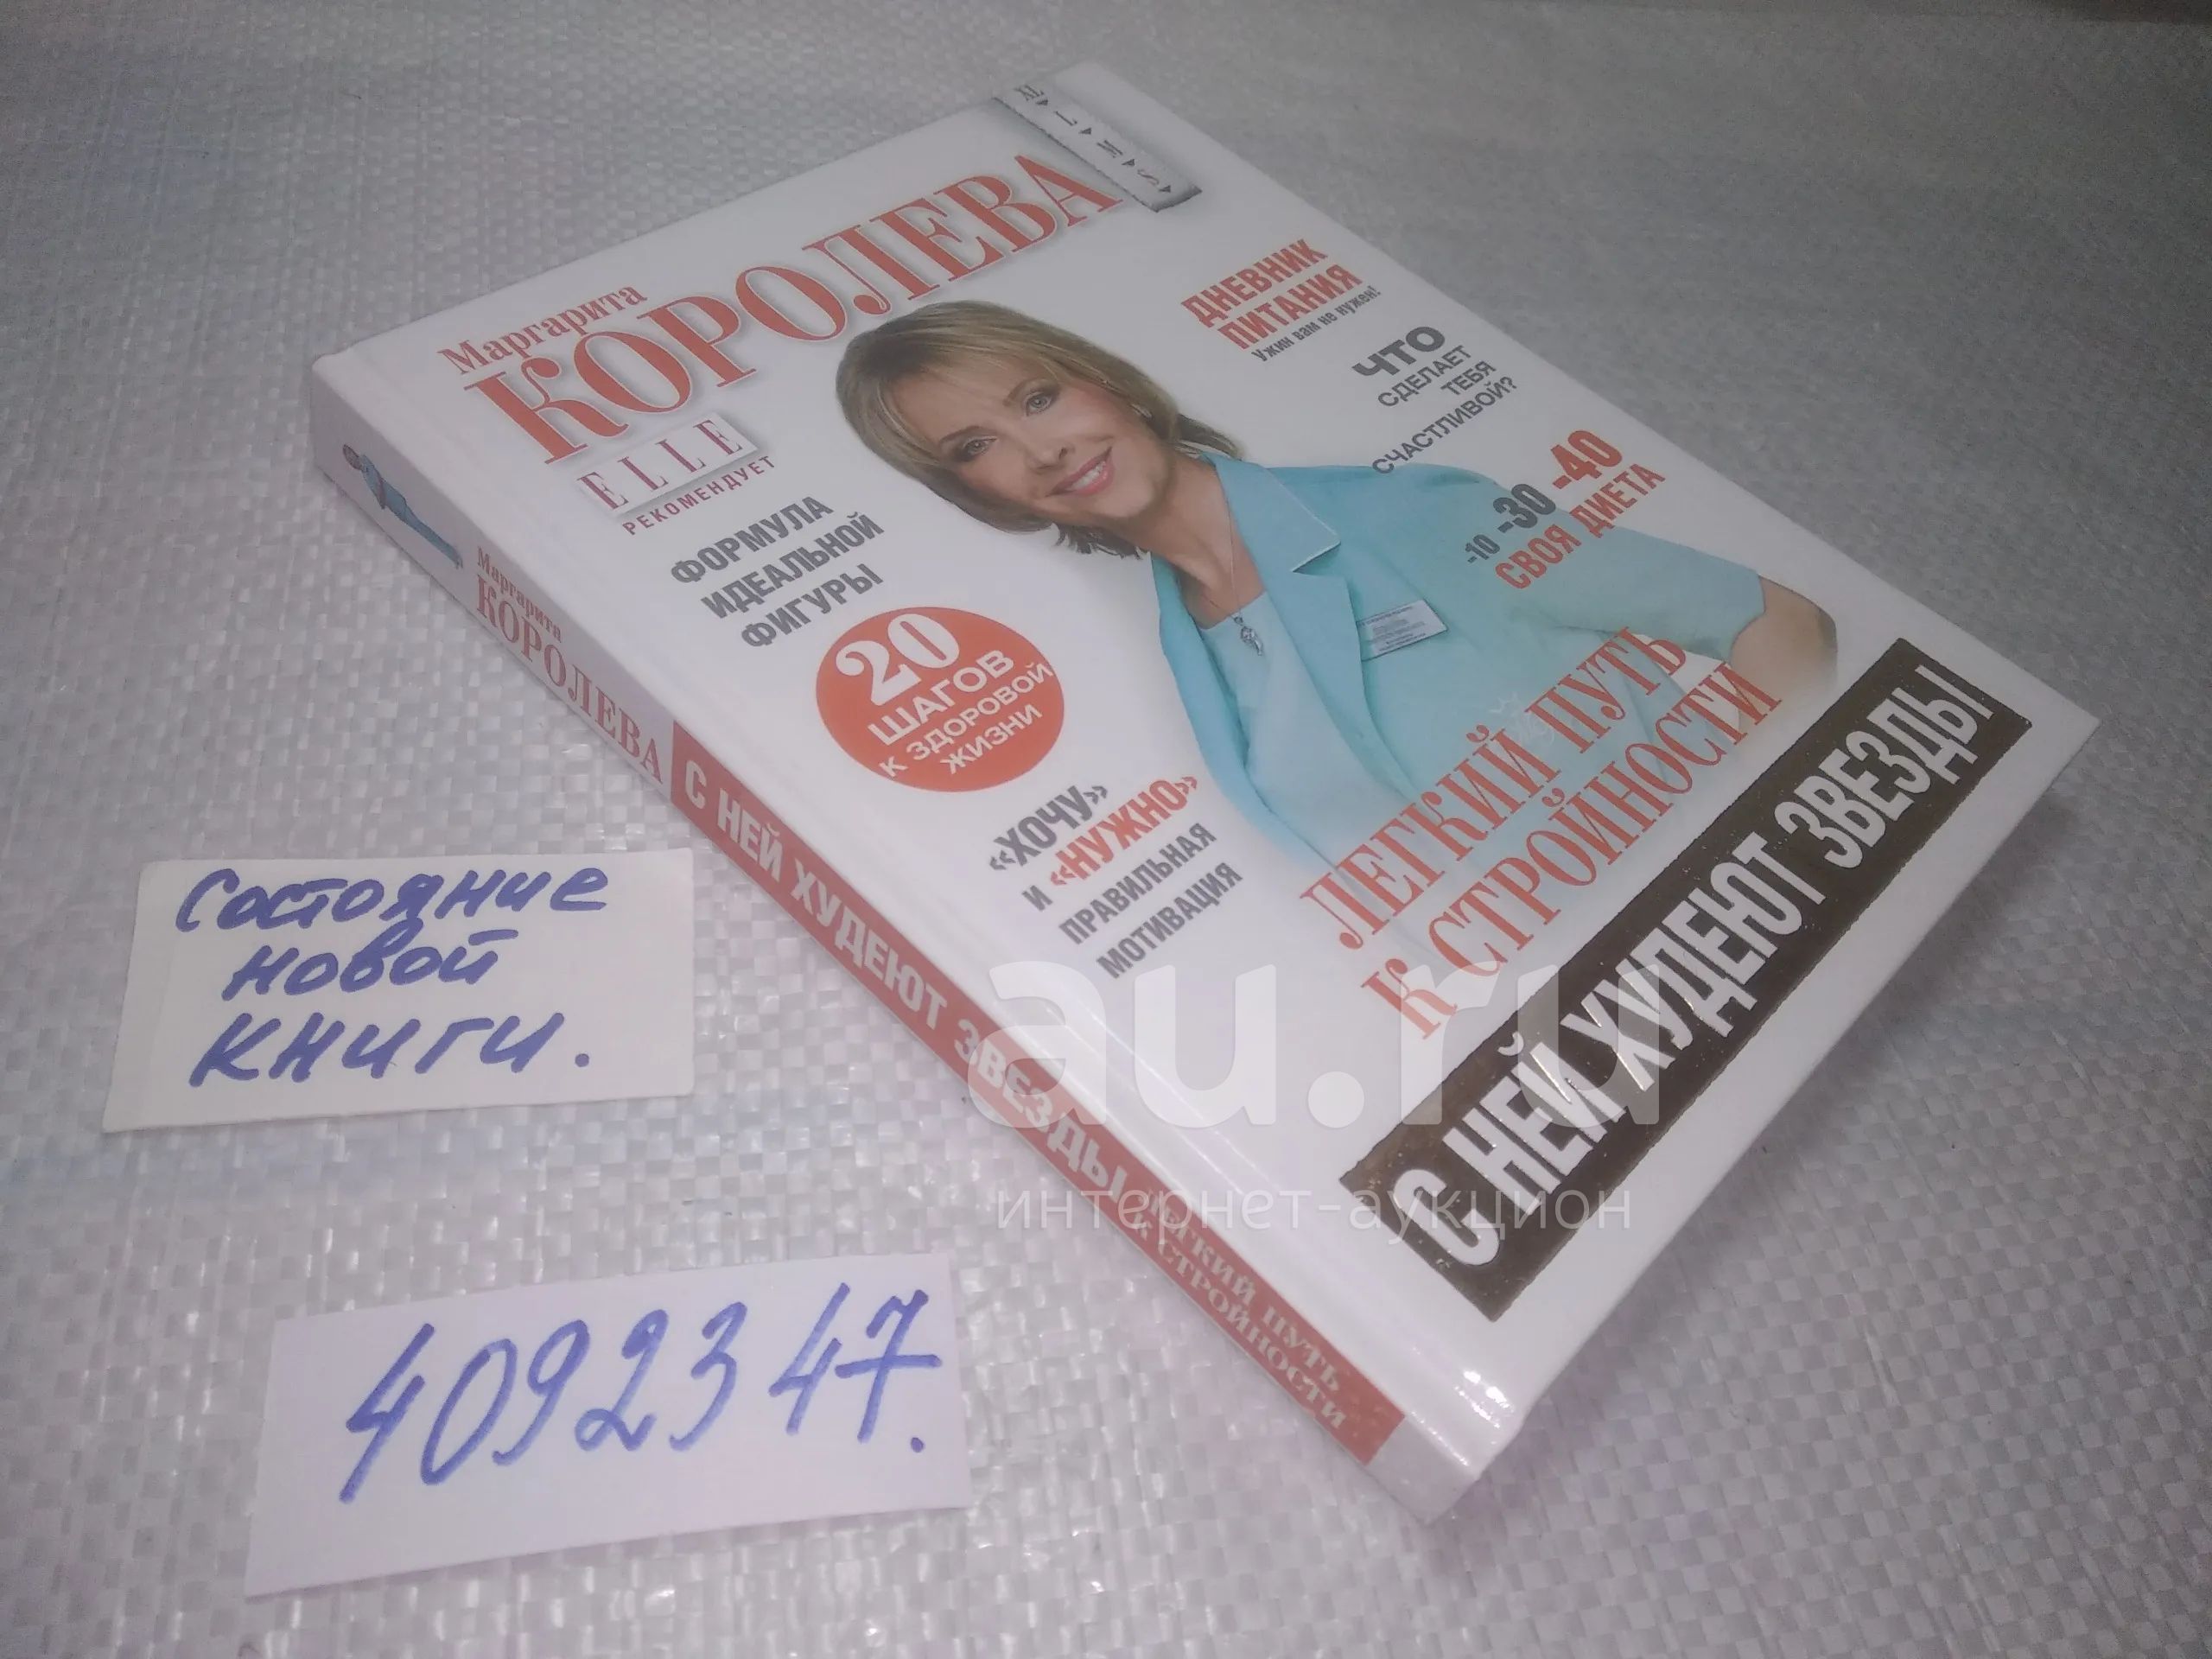 XL L M S
Маргарита
КОРОЛЕВА
ELLE
РЕКОМЕНДУЕТ
ФОРМУЛА
ИДЕАЛЬНОЙ
ФИГУРЫ
20
ШАГОВ
К ЗДОРОВОЙ
ЖИЗНИ
«ХОЧУ»
И «НУЖНО»
ПРАВИЛЬНАЯ
МОТИВАЦИЯ
ДНЕВНИК
ПИТАНИЯ
Ужин вам не нужен!
ЧТО
СДЕЛАЕТ
ТЕБЯ
СЧАСТЛИВОЙ?
-10 -30 -40
СВОЯ ДИЕТА
ЛЕГКИЙ ПУТЬ
К СТРОЙНОСТИ
С НЕЙ ХУДЕЮТ ЗВЕЗДЫ
Маргарита
КОРОЛЕВА
С НЕЙ ХУДЕЮТ ЗВЕЗДЫ
ЛЕГКИЙ ПУТЬ
К СТРОЙНОСТИ
Состояние
новой
книги.
4092347.
au.ru
интернет-аукцион